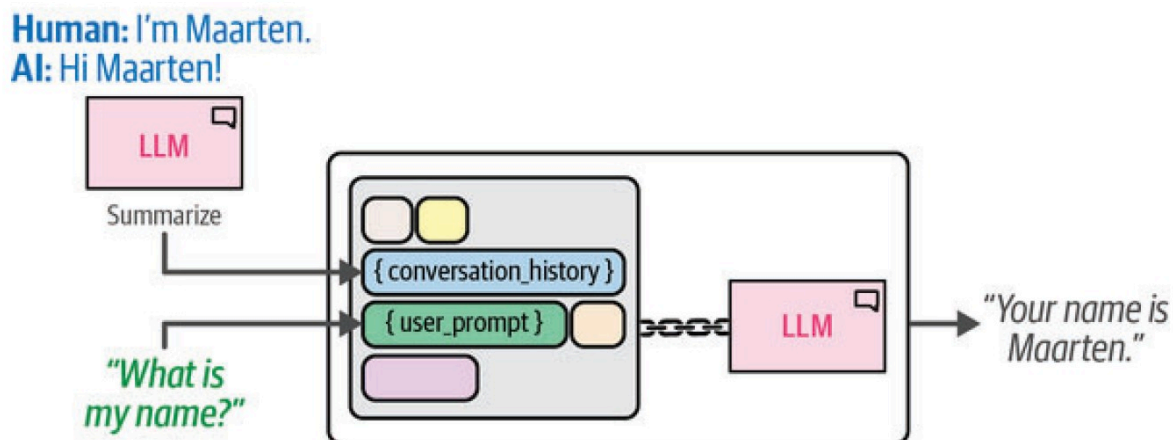 Human: I'm Maarten.
AI: Hi Maarten!
LLM
Summarize
{ conversation_history }
{ user_prompt }
"What is
my name?"
LLM
"Your name is
Maarten."